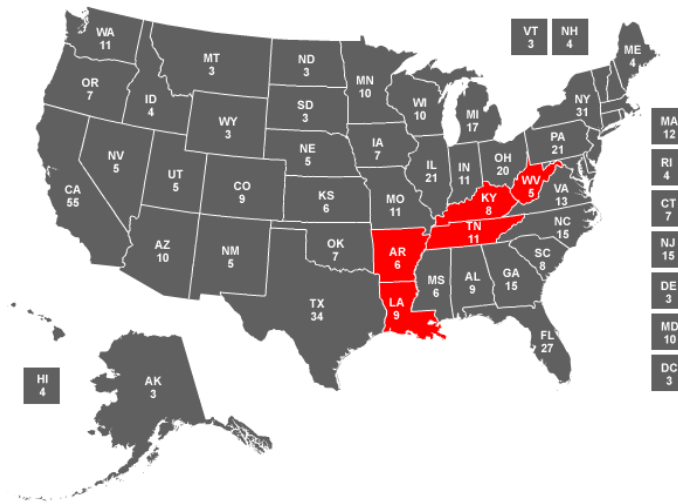 WA
11
OR
7
CA
55
NV
5
ID
4
MT
3
WY
3
UT
5
AZ
10
CO
9
NM
5
ND
3
SD
3
NE
5
KS
6
OK
7
TX
34
MN
10
IA
7
MO
11
AR
6
LA
9
WI
10
IL
21
MI
17
IN
11
OH
20
KY
8
TN
11
MS
6
AL
9
GA
15
FL
27
SC
8
NC
15
VA
13
WV
5
PA
21
NY
31
ME
4
VT
3
NH
4
MA
12
RI
4
CT
7
NJ
15
DE
3
MD
10
DC
3
HI
4
AK
3